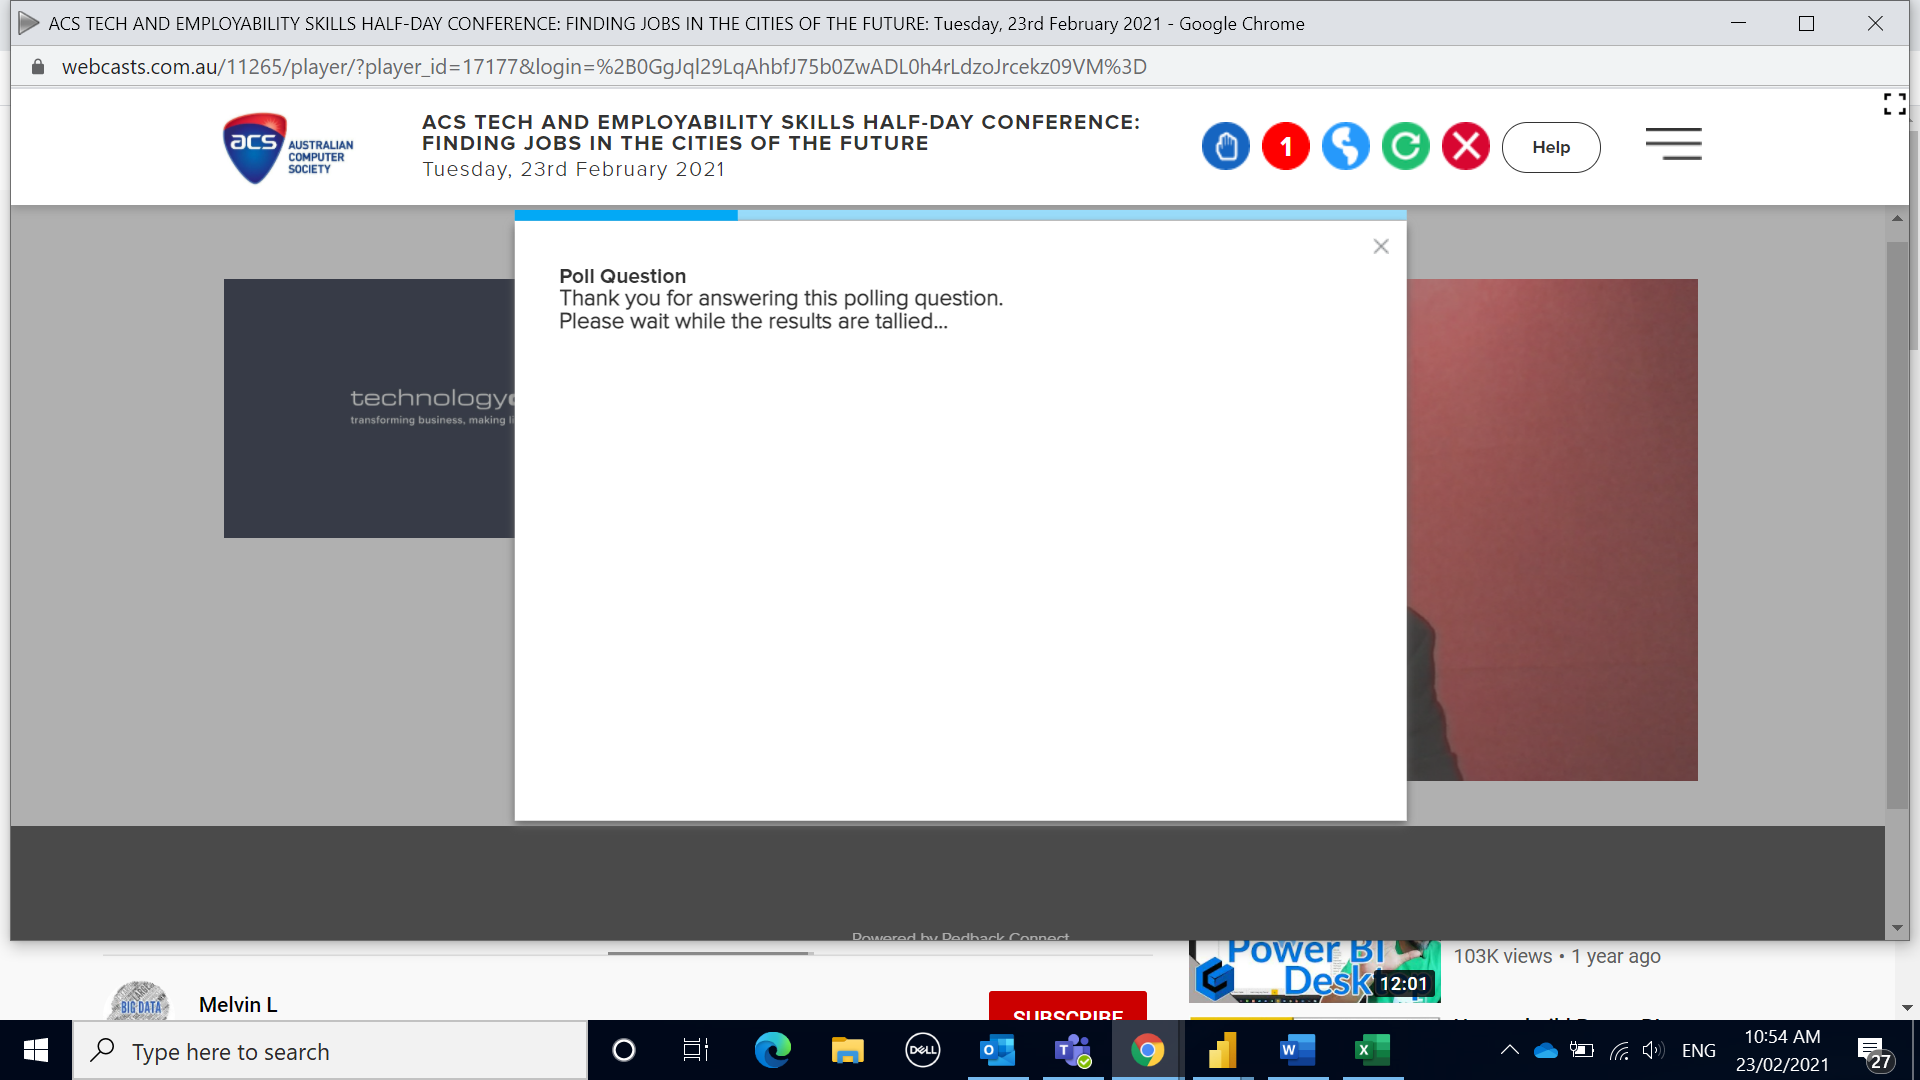 ACS TECH AND EMPLOYABILITY SKILLS HALF-DAY CONFERENCE: FINDING JOBS IN THE CITIES OF THE FUTURE: Tuesday, 23rd February 2021 - Google Chrome
webcasts.com.au/11265/player/?player_id=17177&login=%2B0GgJql29LqAhbfJ75b0ZwADL0h4rLdzoJrcekz09VM%3D
acs AUSTRALIAN
COMPUTER
SOCIETY
ACS TECH AND EMPLOYABILITY SKILLS HALF-DAY CONFERENCE:
FINDING JOBS IN THE CITIES OF THE FUTURE
Tuesday, 23rd February 2021
1
Help
Poll Question
Thank you for answering this polling question.
Please wait while the results are tallied...
technology
transforming business, making li
Powered by Redback Connect
Power BI
Desk
12:01
103K views • 1 year ago
BIG DATA
Melvin L
SUBSCRIBE
Type here to search
DELL
ENG
10:54 AM
23/02/2021
27